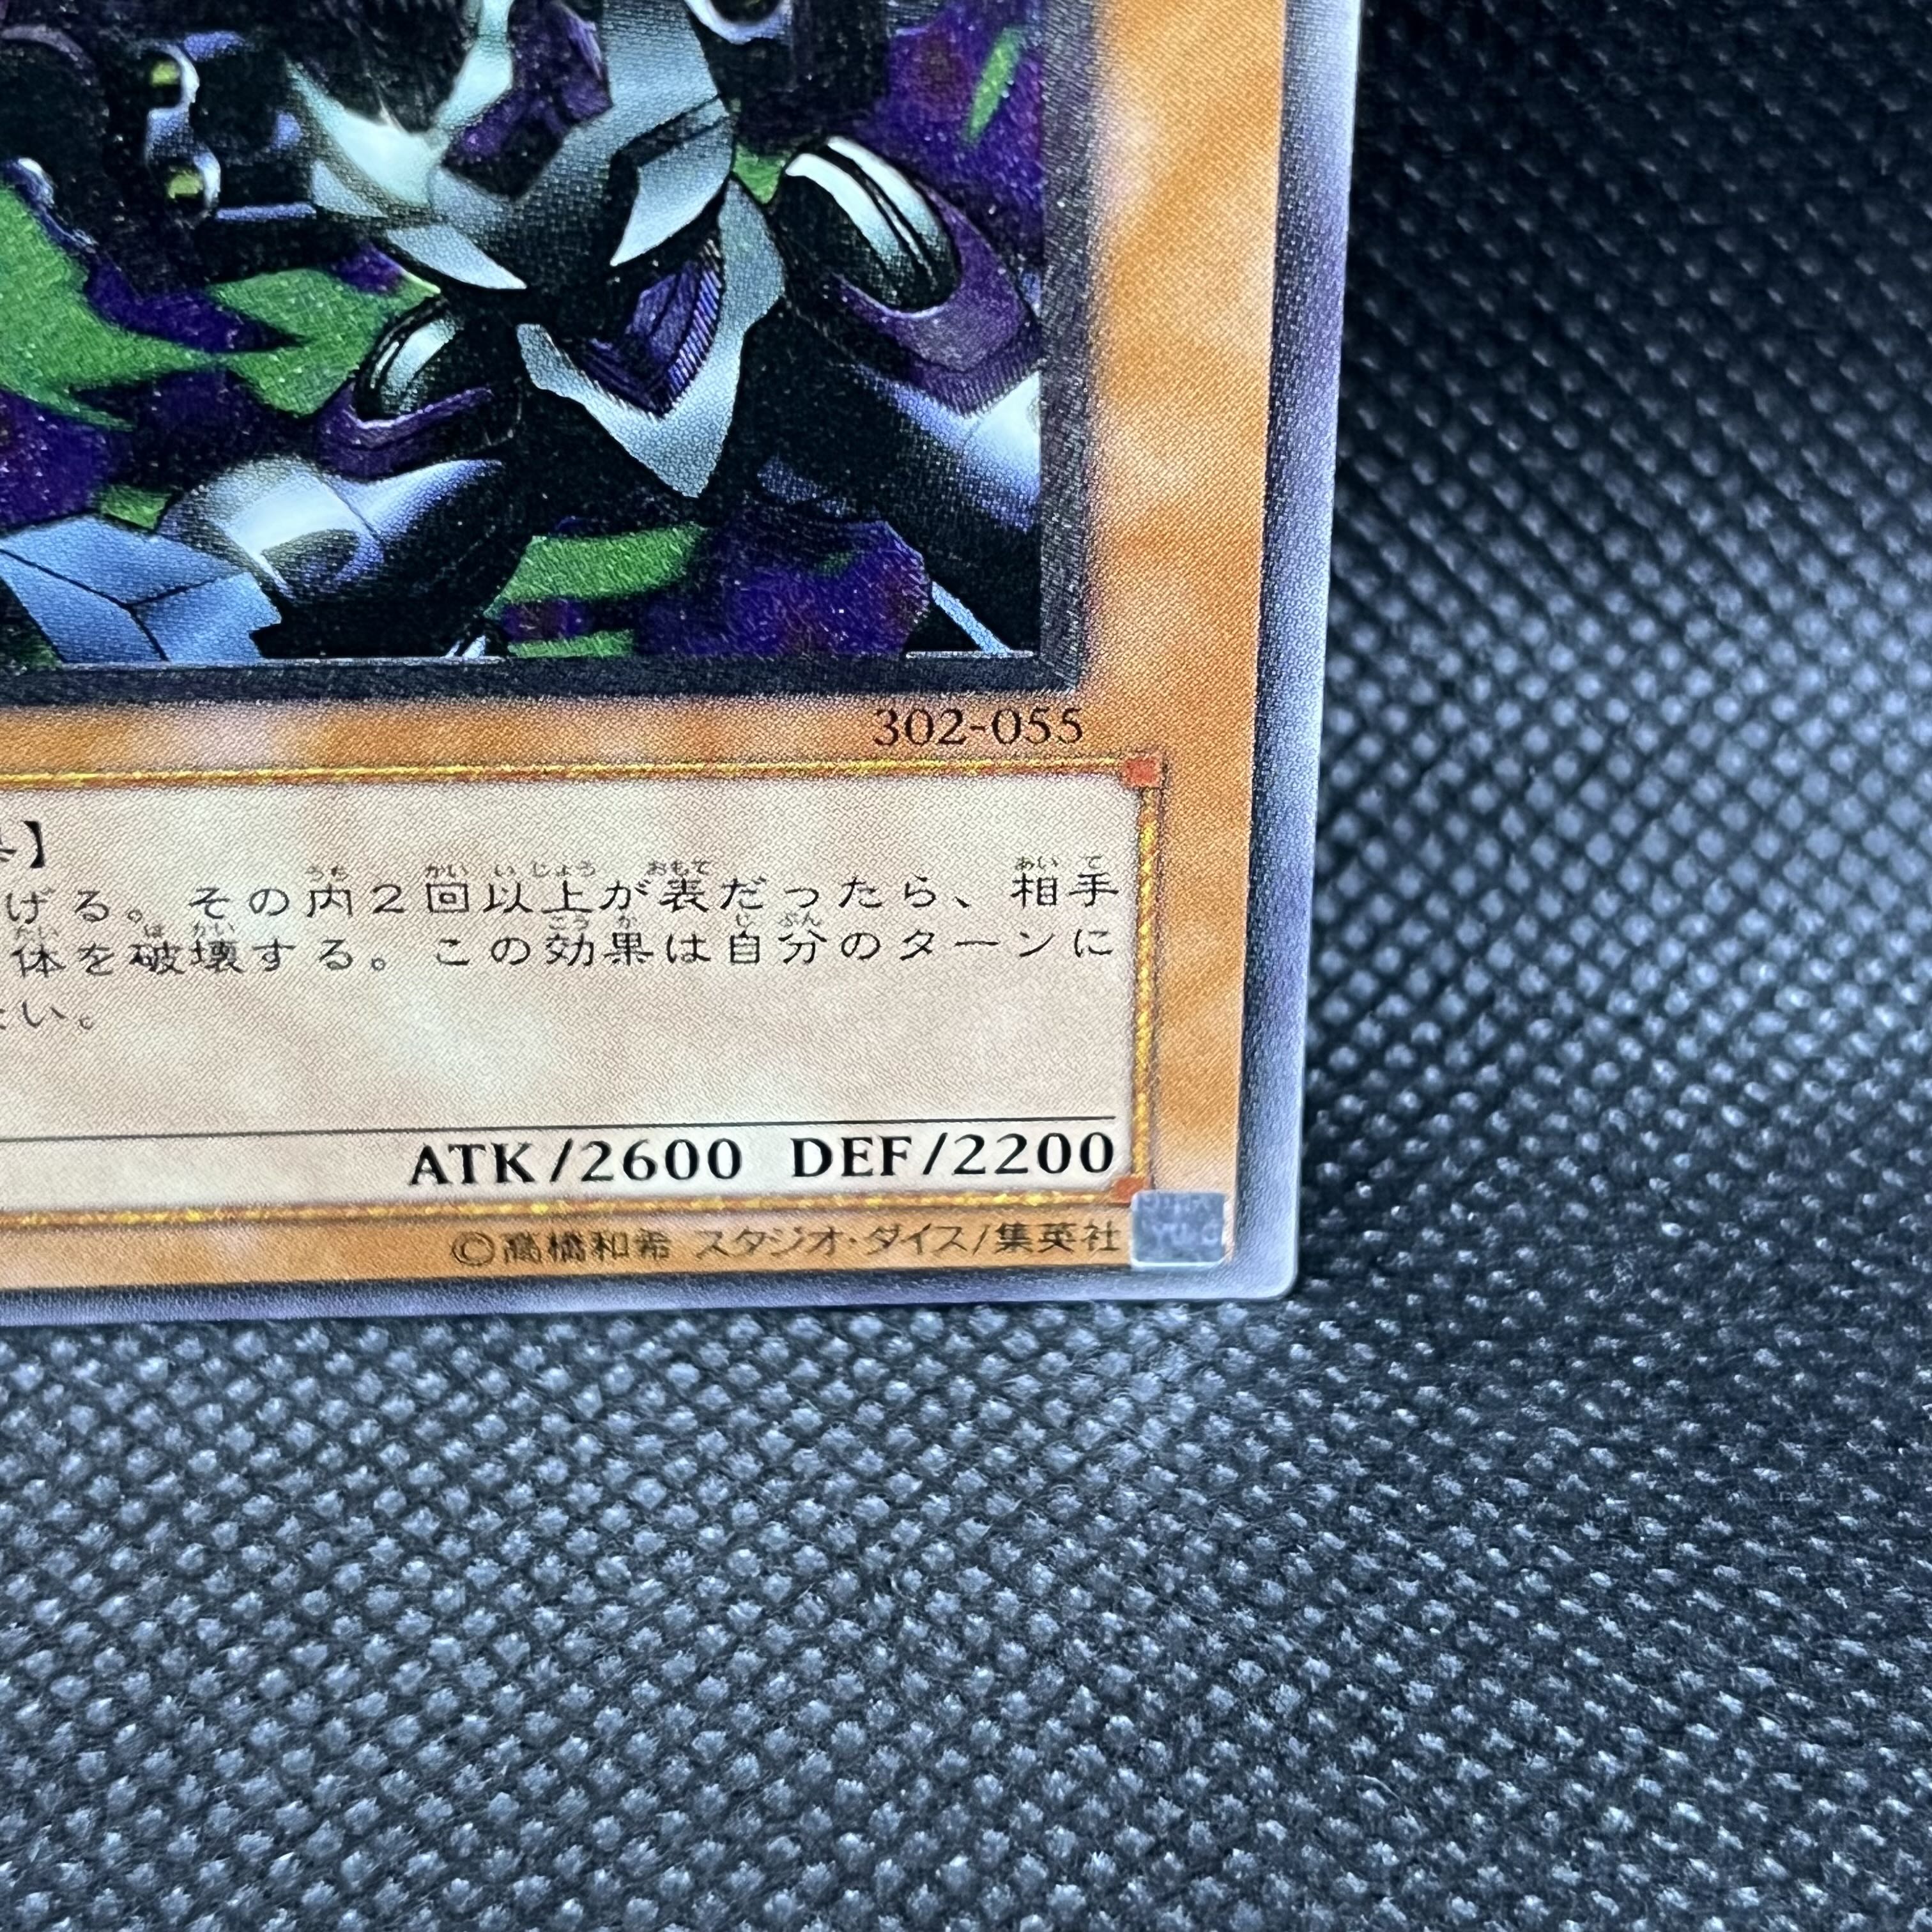 302-055
】
げる。その内2回以上が表だったら、相手
体を破壊する。この効果は自分のターンに
い。
ATK/2600 DEF/2200
©高橋和希 スタジオ・ダイス/集英社